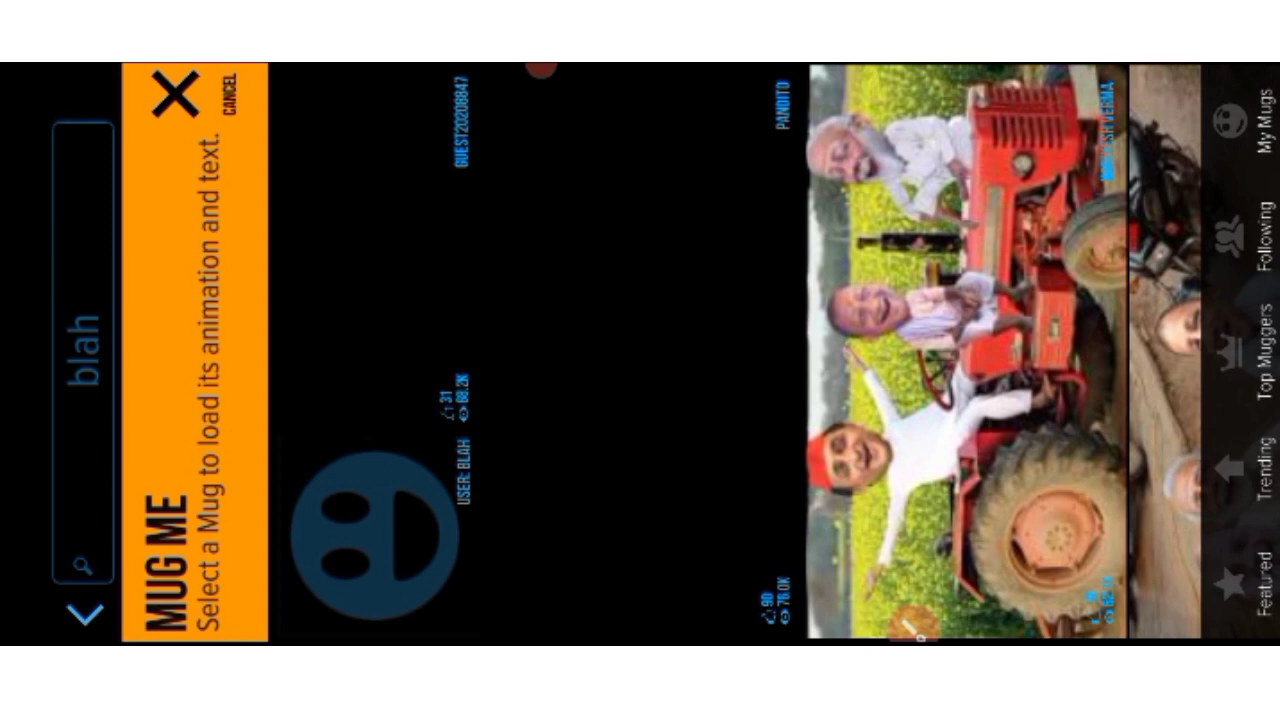 blah
MUG ME
Select a Mug to load its animation and text.
CANCEL
31
68.2K
GUEST20208847
USER: BLAH
90
76.0K
PANDITO
VERMA
Featured
Trending
Top Muggers
Following
My Mugs